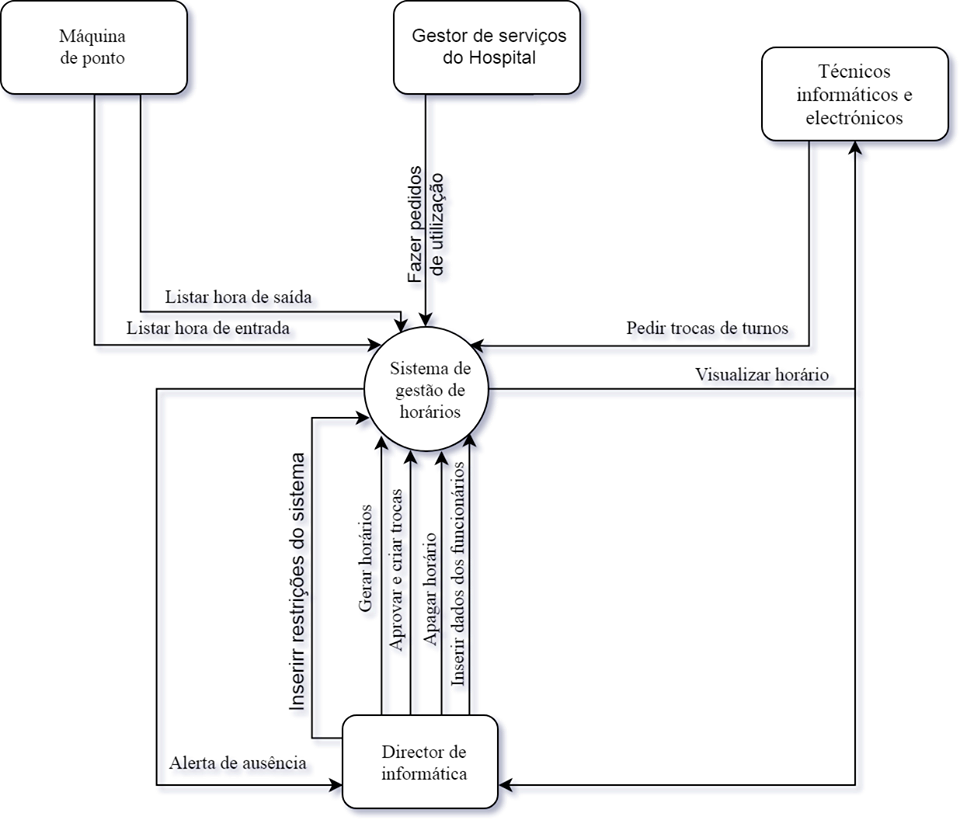 Máquina
de ponto
Gestor de serviços
do Hospital
Técnicos
informáticos e
electrónicos
Fazer pedidos
de utilização
Listar hora de saída
Listar hora de entrada
Pedir trocas de turnos
Sistema de
gestão de
horários
Visualizar horário
Inserirr restrições do sistema
Gerar horários
Aprovar e criar trocas
Apagar horário
Inserir dados dos funcionários
Alerta de ausência
Director de
informática